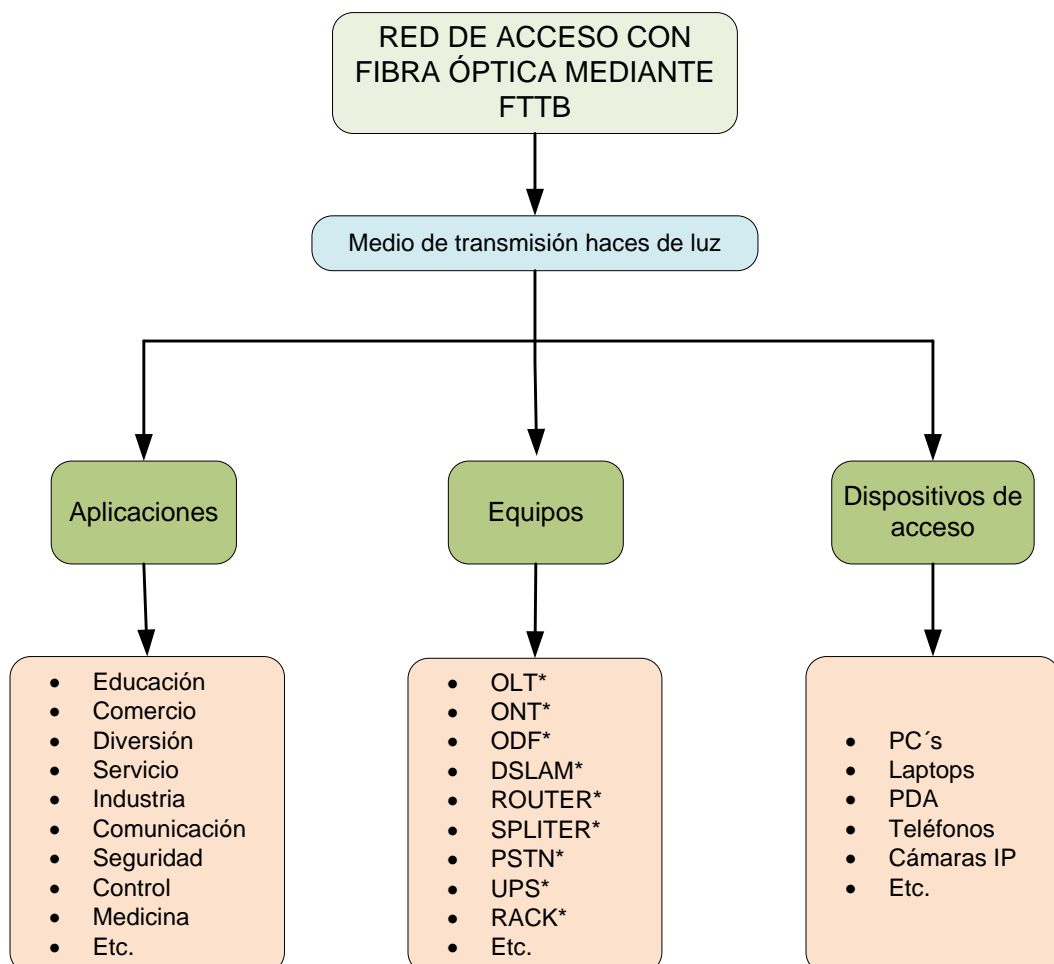 RED DE ACCESO CON
FIBRA ÓPTICA MEDIANTE
FTTB
Medio de transmisión haces de luz
Aplicaciones
Equipos
Dispositivos de
acceso
• Educación
• Comercio
• Diversión
• Servicio
• Industria
• Comunicación
• Seguridad
• Control
• Medicina
• Etc.
• OLT*
• ONT*
• ODF*
• DSLAM*
• ROUTER*
• SPLITER*
• PSTN*
• UPS*
• RACK*
• Etc.
• PC´s
• Laptops
• PDA
• Teléfonos
• Cámaras IP
• Etc.